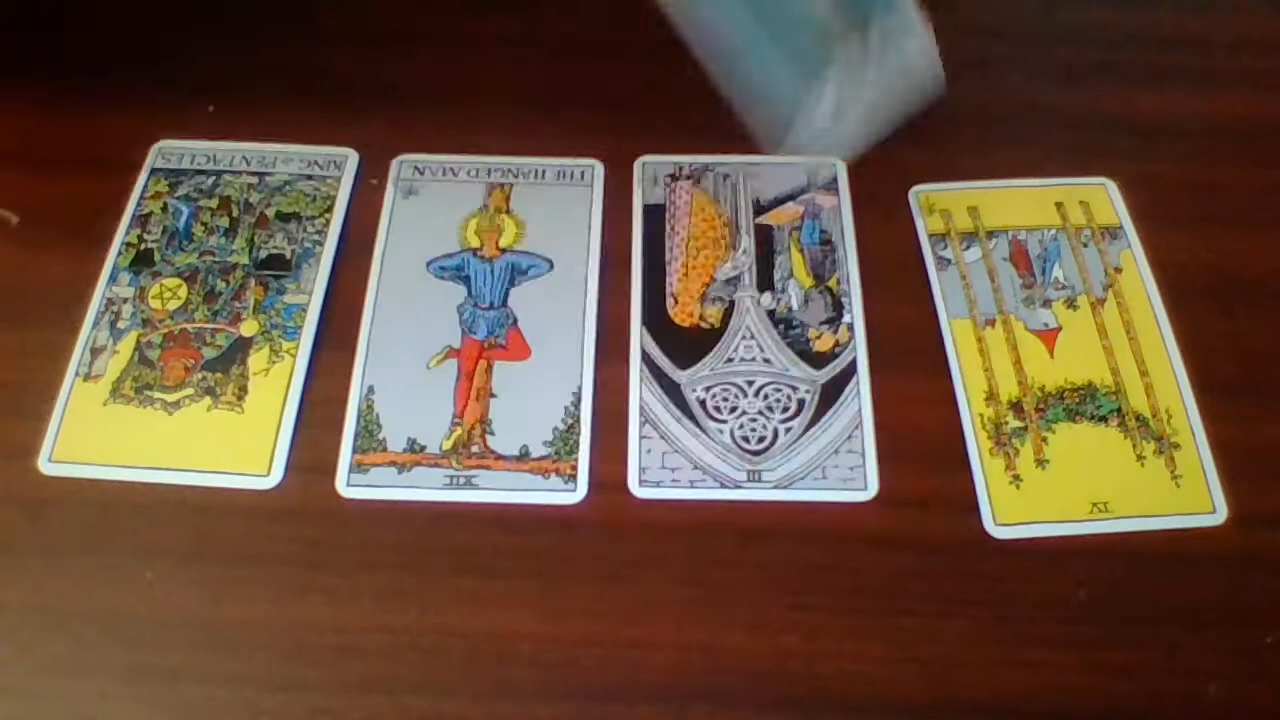 KING of PENTACLES.
THE HANGED MAN
XII
III
IV